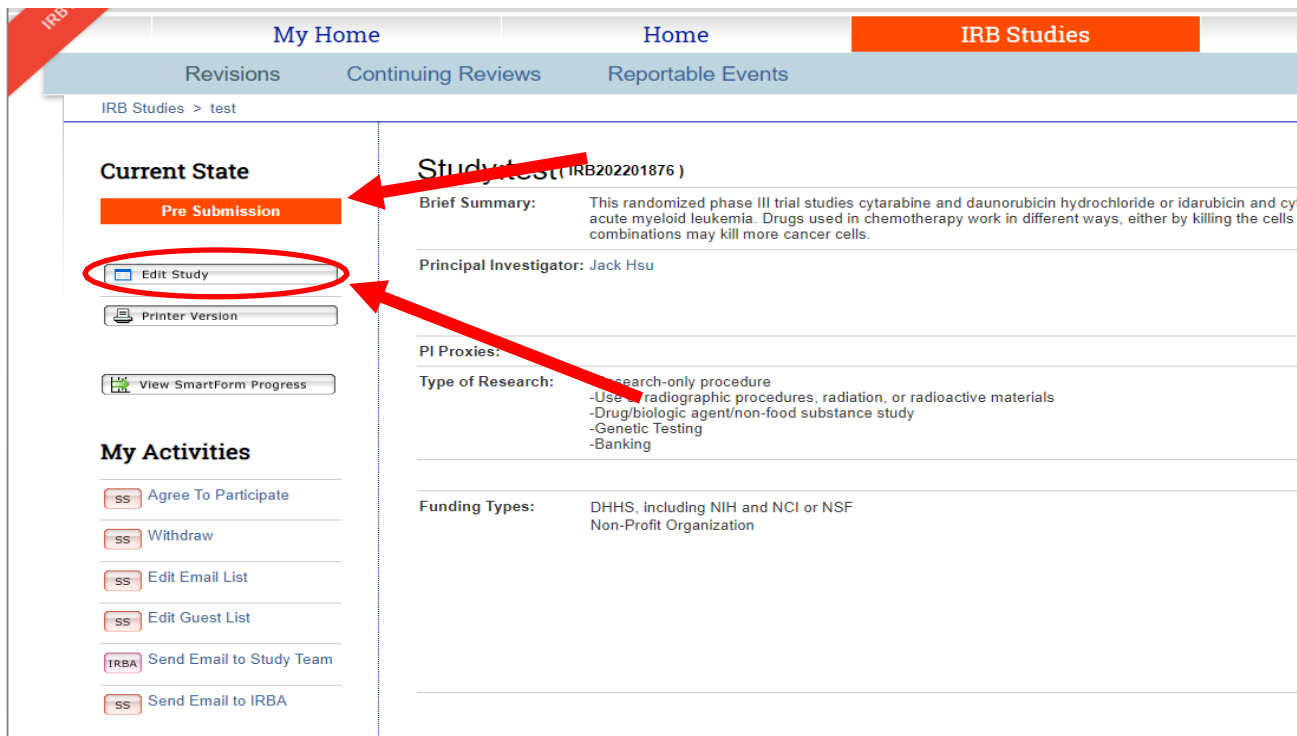 IRB
My Home
Home
IRB Studies
Revisions
Continuing Reviews
Reportable Events
IRB Studies > test
Current State
Pre Submission
Edit Study
Printer Version
View SmartForm Progress
My Activities
SS Agree To Participate
SS Withdraw
SS Edit Email List
SS Edit Guest List
IRBA Send Email to Study Team
SS Send Email to IRBA
Study:test ( IRB202201876 )
Brief Summary:
This randomized phase III trial studies cytarabine and daunorubicin hydrochloride or idarubicin and
acute myeloid leukemia. Drugs used in chemotherapy work in different ways, either by killing the cells
combinations may kill more cancer cells.
Principal Investigator: Jack Hsu
PI Proxies:
Type of Research:
procedure
-Use radiographic procedures, radiation, or radioactive materials
-Drug/biologic agent/non-food substance study
-Genetic Testing
-Banking
Funding Types:
DHHS, including NIH and NCI or NSF
Non-Profit Organization